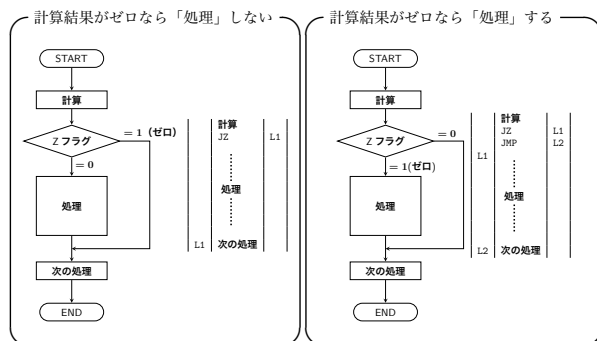 計算結果がゼロなら「処理」しない
START
計算
Z フラグ
= 1 (ゼロ)
= 0
処理
次の処理
END
計算
JZ L1
処理
L1 次の処理
計算結果がゼロなら「処理」する
START
計算
Z フラグ
= 0
= 1(ゼロ)
処理
次の処理
END
計算
JZ L1
JMP L2
L1
処理
L2 次の処理